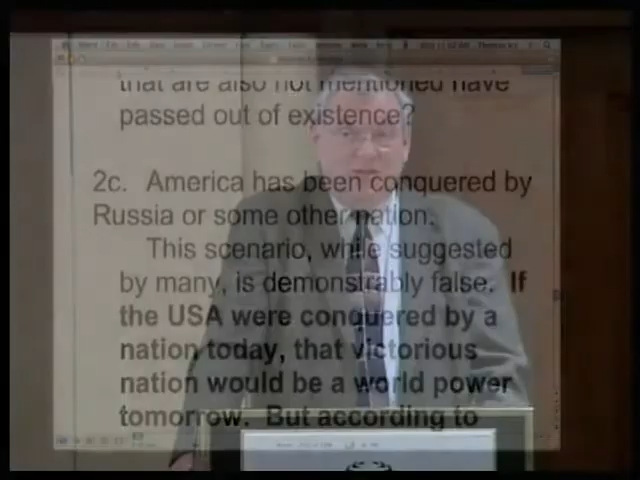 that are also not mentioned have
passed out of existence?
2c. America has been conquered by
Russia or some other nation.
This scenario, while suggested
by many, is demonstrably false. If
the USA were conquered by a
nation today, that victorious
nation would be a world power
tomorrow. But according to